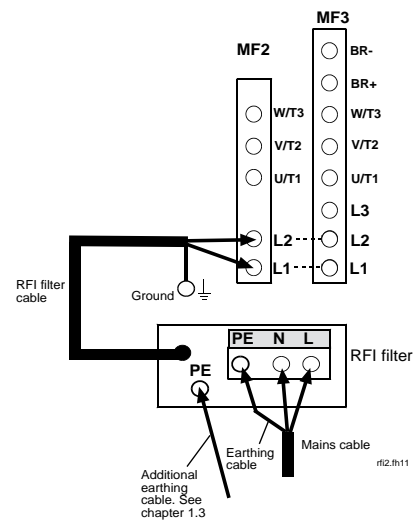 MF3
MF2
BR-
BR+
W/T3
W/T3
V/T2
V/T2
U/T1
U/T1
L3
L2
L2
L1
L1
RFI filter
cable
Ground
PE N L
RFI filter
PE
Earthing
cable
Mains cable
rfi2.fh11
Additional
earthing
cable. See
chapter 1.3